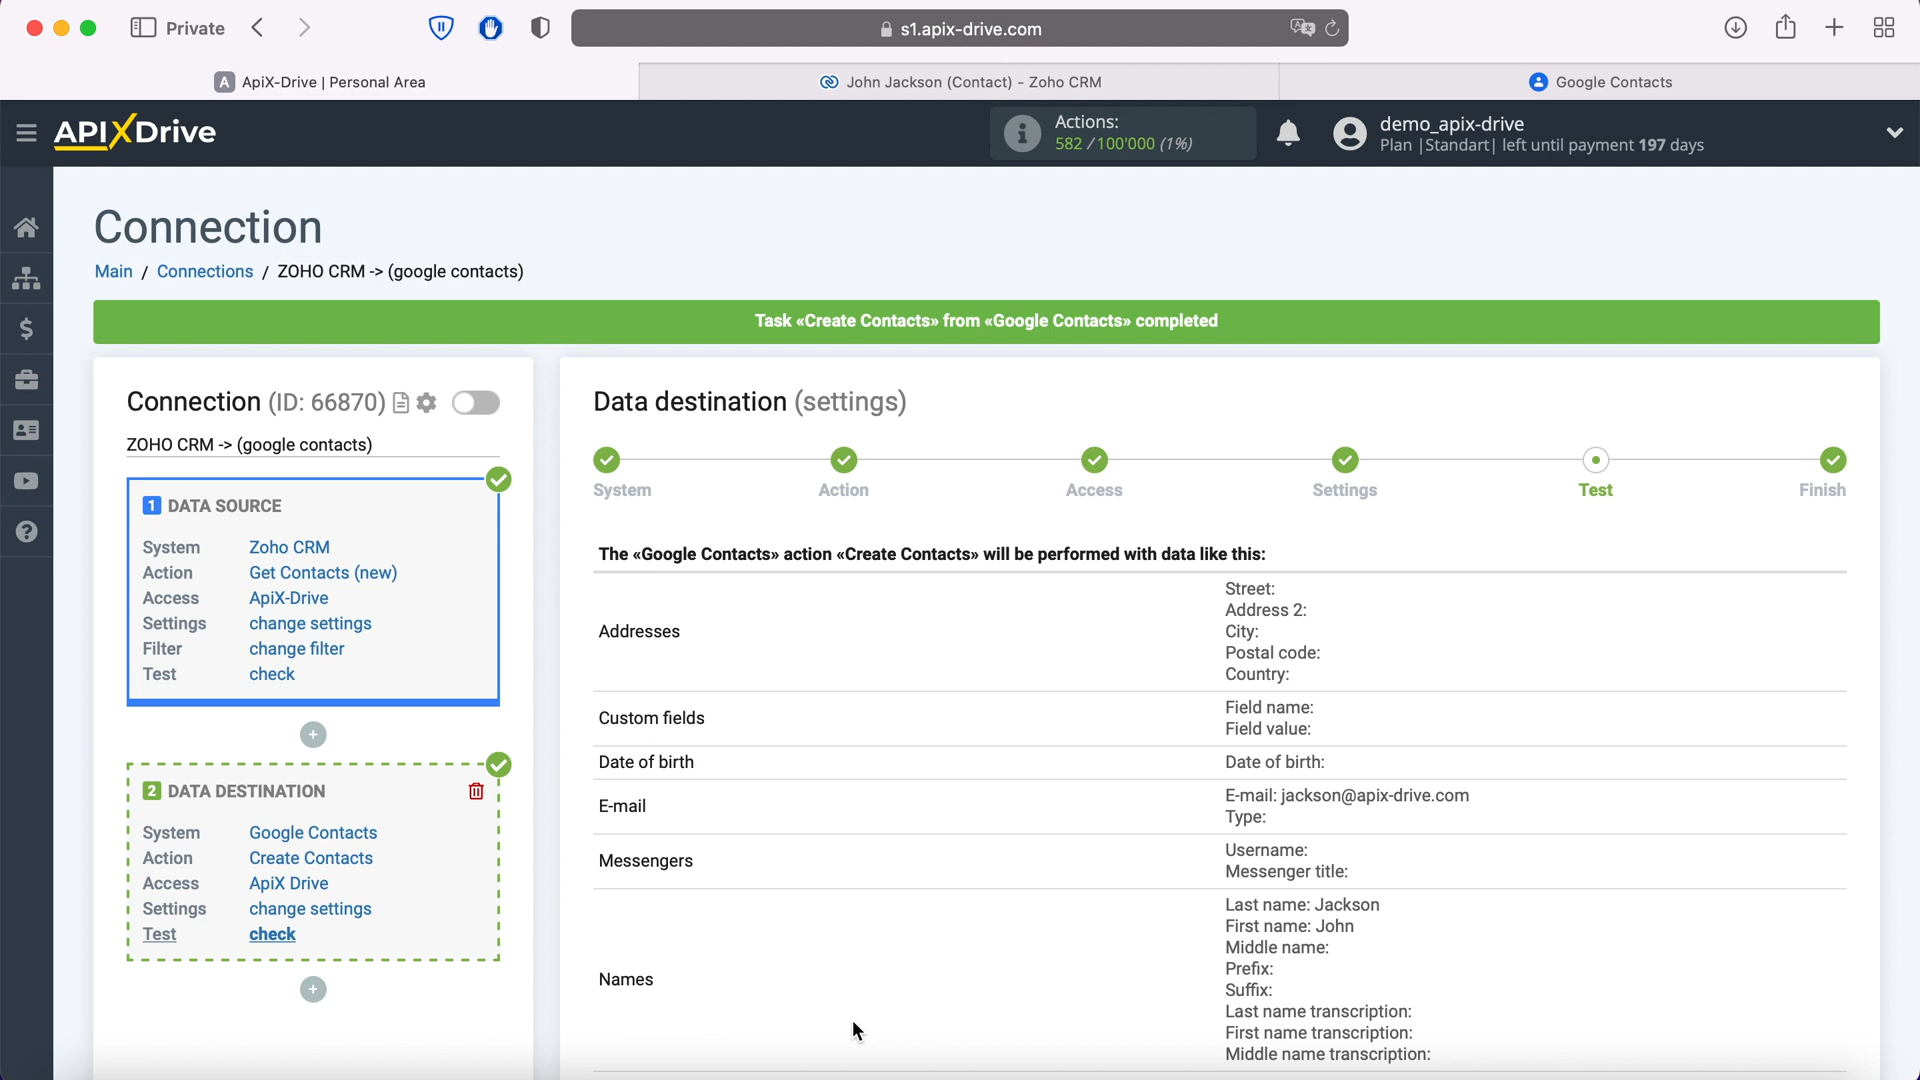 Private
s1.apix-drive.com
A ApiX-Drive | Personal Area
John Jackson (Contact) - Zoho CRM
Google Contacts
APIXDrive
Actions:
582 / 100'000 (1%)
demo_apix-drive
Plan |Standart| left until payment 197 days
Connection
Main / Connections / ZOHO CRM -> (google contacts)
Task «Create Contacts» from «Google Contacts» completed
Connection (ID: 66870)
ZOHO CRM -> (google contacts)
1 DATA SOURCE
System Zoho CRM
Action Get Contacts (new)
Access ApiX-Drive
Settings change settings
Filter change filter
Test check
2 DATA DESTINATION
System Google Contacts
Action Create Contacts
Access ApiX Drive
Settings change settings
Test check
Data destination (settings)
System
Action
Access
Settings
Test
Finish
The «Google Contacts» action «Create Contacts» will be performed with data like this:
Addresses
Street:
Address 2:
City:
Postal code:
Country:
Custom fields
Field name:
Field value:
Date of birth
Date of birth:
E-mail
E-mail: jackson@apix-drive.com
Type:
Messengers
Username:
Messenger title:
Names
Last name: Jackson
First name: John
Middle name:
Prefix:
Suffix:
Last name transcription:
First name transcription:
Middle name transcription: